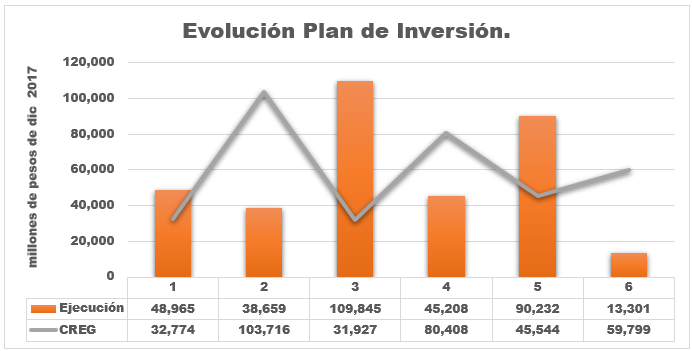 Evolución Plan de Inversión.
millones de pesos de dic 2017
120,000
100,000
80,000
60,000
40,000
20,000
0
1 2 3 4 5 6
Ejecución 48,965 38,659 109,845 45,208 90,232 13,301
CREG 32,774 103,716 31,927 80,408 45,544 59,799